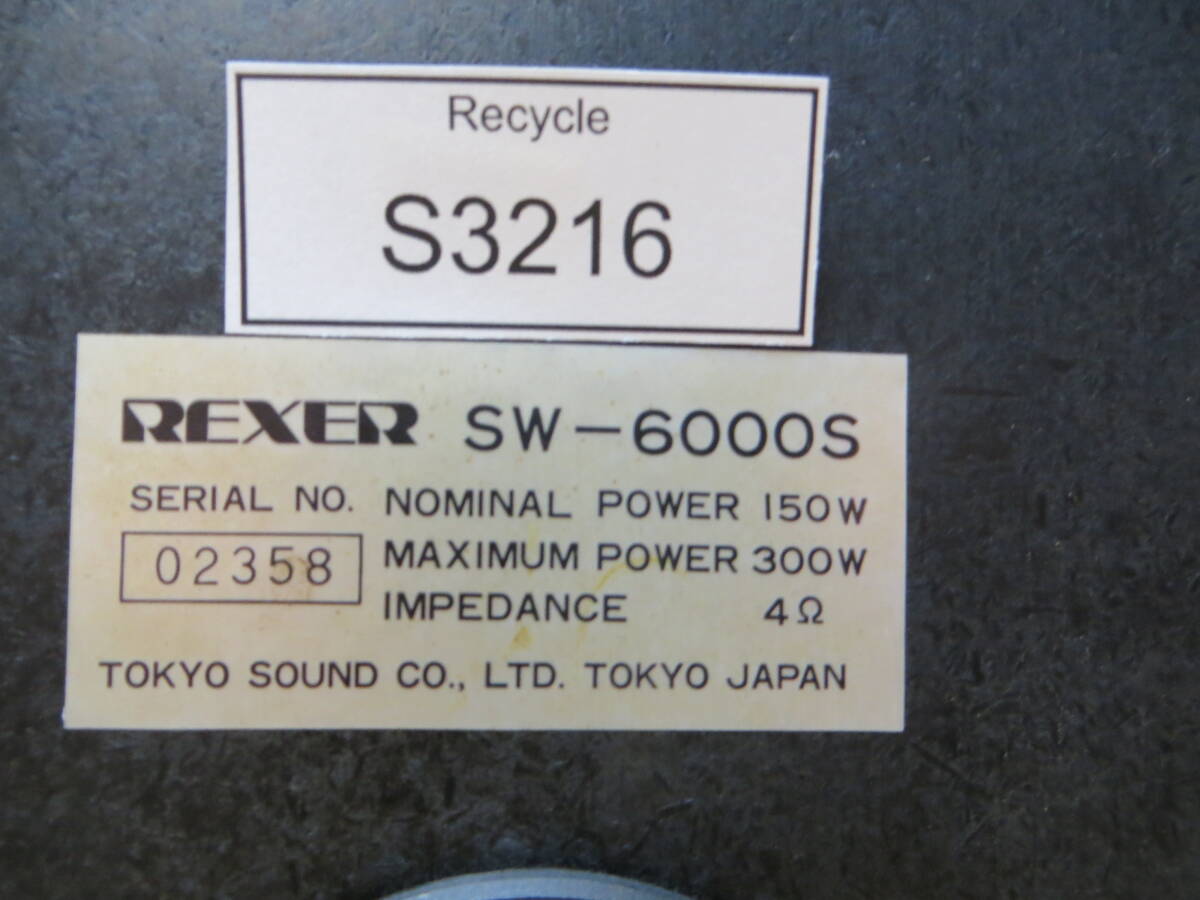 Recycle
S3216
REXER SW-6000S
SERIAL NO. NOMINAL POWER 150W
02358 MAXIMUM POWER 300W
IMPEDANCE 4Ω
TOKYO SOUND CO., LTD. TOKYO JAPAN